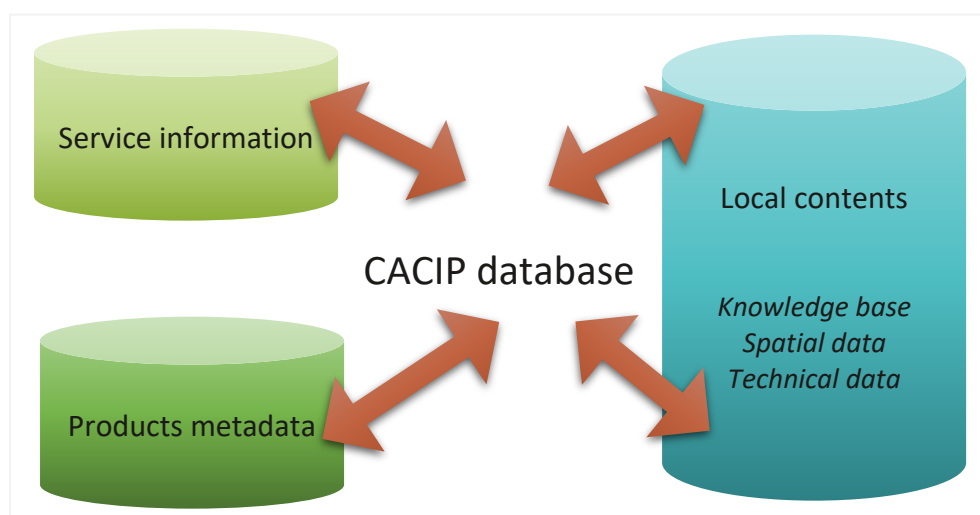 Service information
Local contents
CACIP database
Knowledge base
Spatial data
Technical data
Products metadata